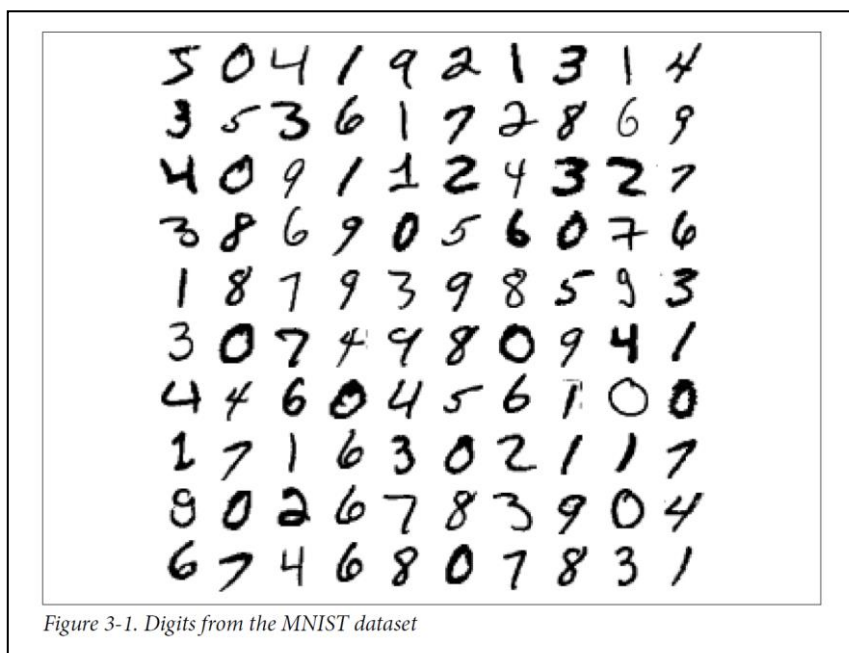 5 0 4 1 9 2 1 3 1 4
3 5 3 6 1 7 2 8 6 9
4 0 9 1 1 2 4 3 2 7
3 8 6 9 0 5 6 0 7 6
1 8 7 9 3 9 8 5 9 3
3 0 7 4 9 8 0 9 4 1
4 4 6 0 4 5 6 1 0 0
1 7 1 6 3 0 2 1 1 7
9 0 2 6 7 8 3 9 0 4
6 7 4 6 8 0 7 8 3 1
Figure 3-1. Digits from the MNIST dataset